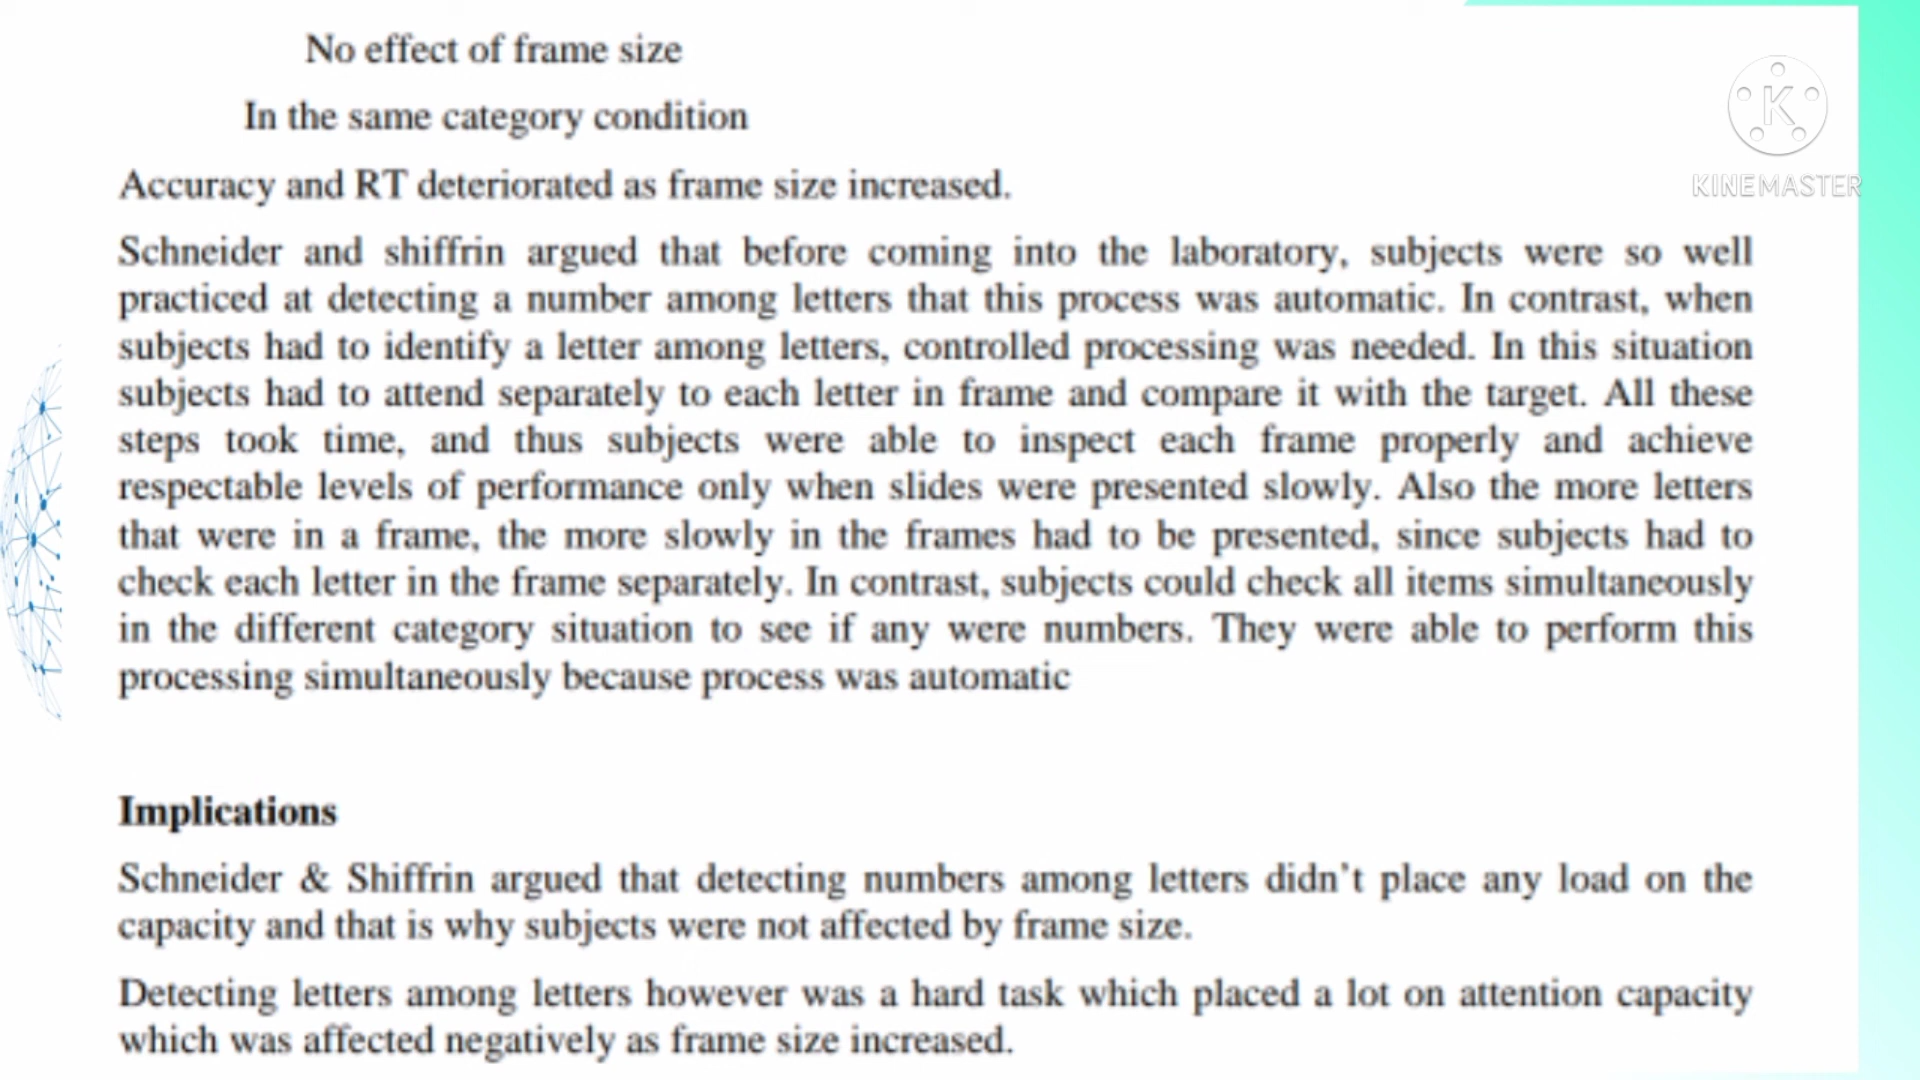 No effect of frame size
In the same category condition
K
KINEMASTER
Accuracy and RT deteriorated as frame size increased.
Schneider and shiffrin argued that before coming into the laboratory, subjects were so well
practiced at detecting a number among letters that this process was automatic. In contrast, when
subjects had to identify a letter among letters, controlled processing was needed. In this situation
subjects had to attend separately to each letter in frame and compare it with the target. All these
steps took time, and thus subjects were able to inspect each frame properly and achieve
respectable levels of performance only when slides were presented slowly. Also the more letters
that were in a frame, the more slowly in the frames had to be presented, since subjects had to
check each letter in the frame separately. In contrast, subjects could check all items simultaneously
in the different category situation to see if any were numbers. They were able to perform this
processing simultaneously because process was automatic
Implications
Schneider & Shiffrin argued that detecting numbers among letters didn't place any load on the
capacity and that is why subjects were not affected by frame size.
Detecting letters among letters however was a hard task which placed a lot on attention capacity
which was affected negatively as frame size increased.